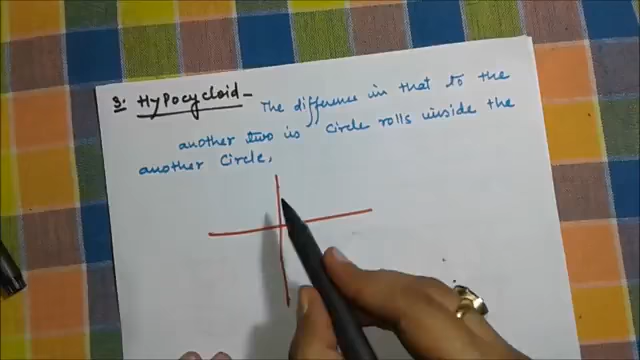 3. Hypocycloid - The difference in that to the
another two is circle rolls inside the
another Circle,